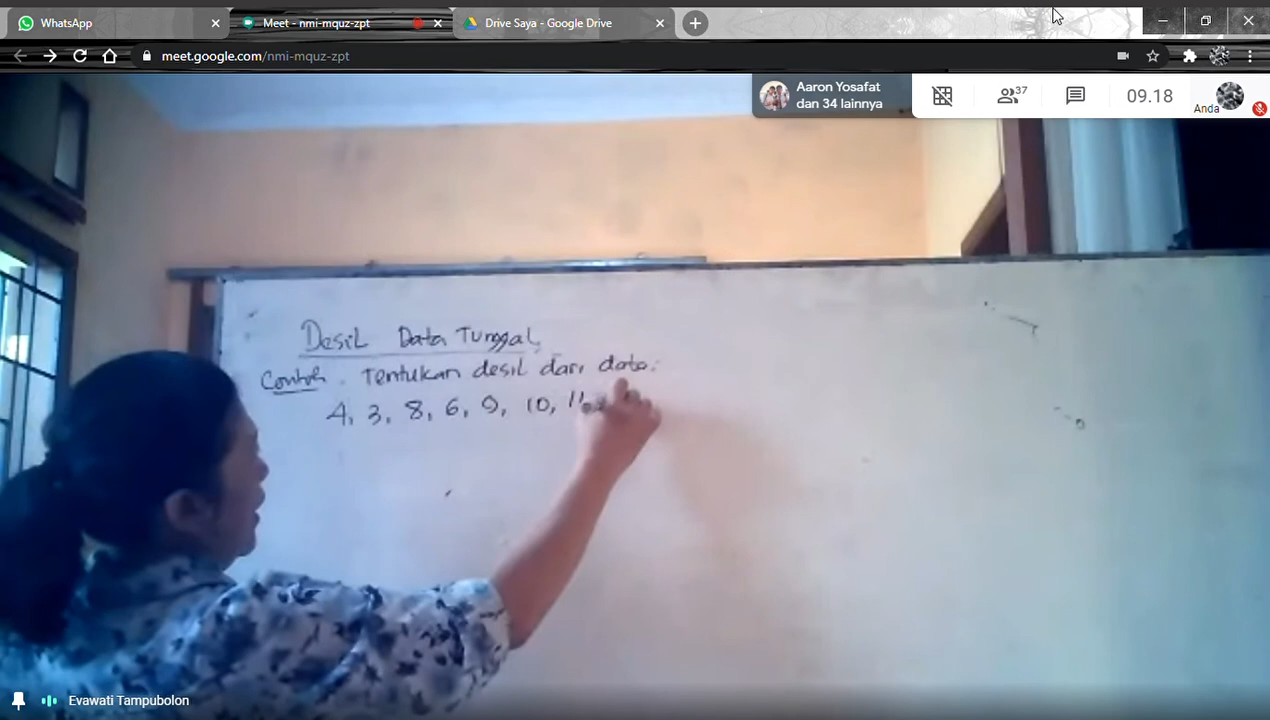 WhatsApp
Meet - nmi-mquz-zpt
Drive Saya - Google Drive
meet.google.com/nmi-mquz-zpt
Aaron Yosafat
dan 34 lainnya
37
09.18
Anda
Desil Data Tunggal
Contoh. Tentukan desil dari data:
4, 3, 8, 6, 9, 10, 11
Evawati Tampubolon